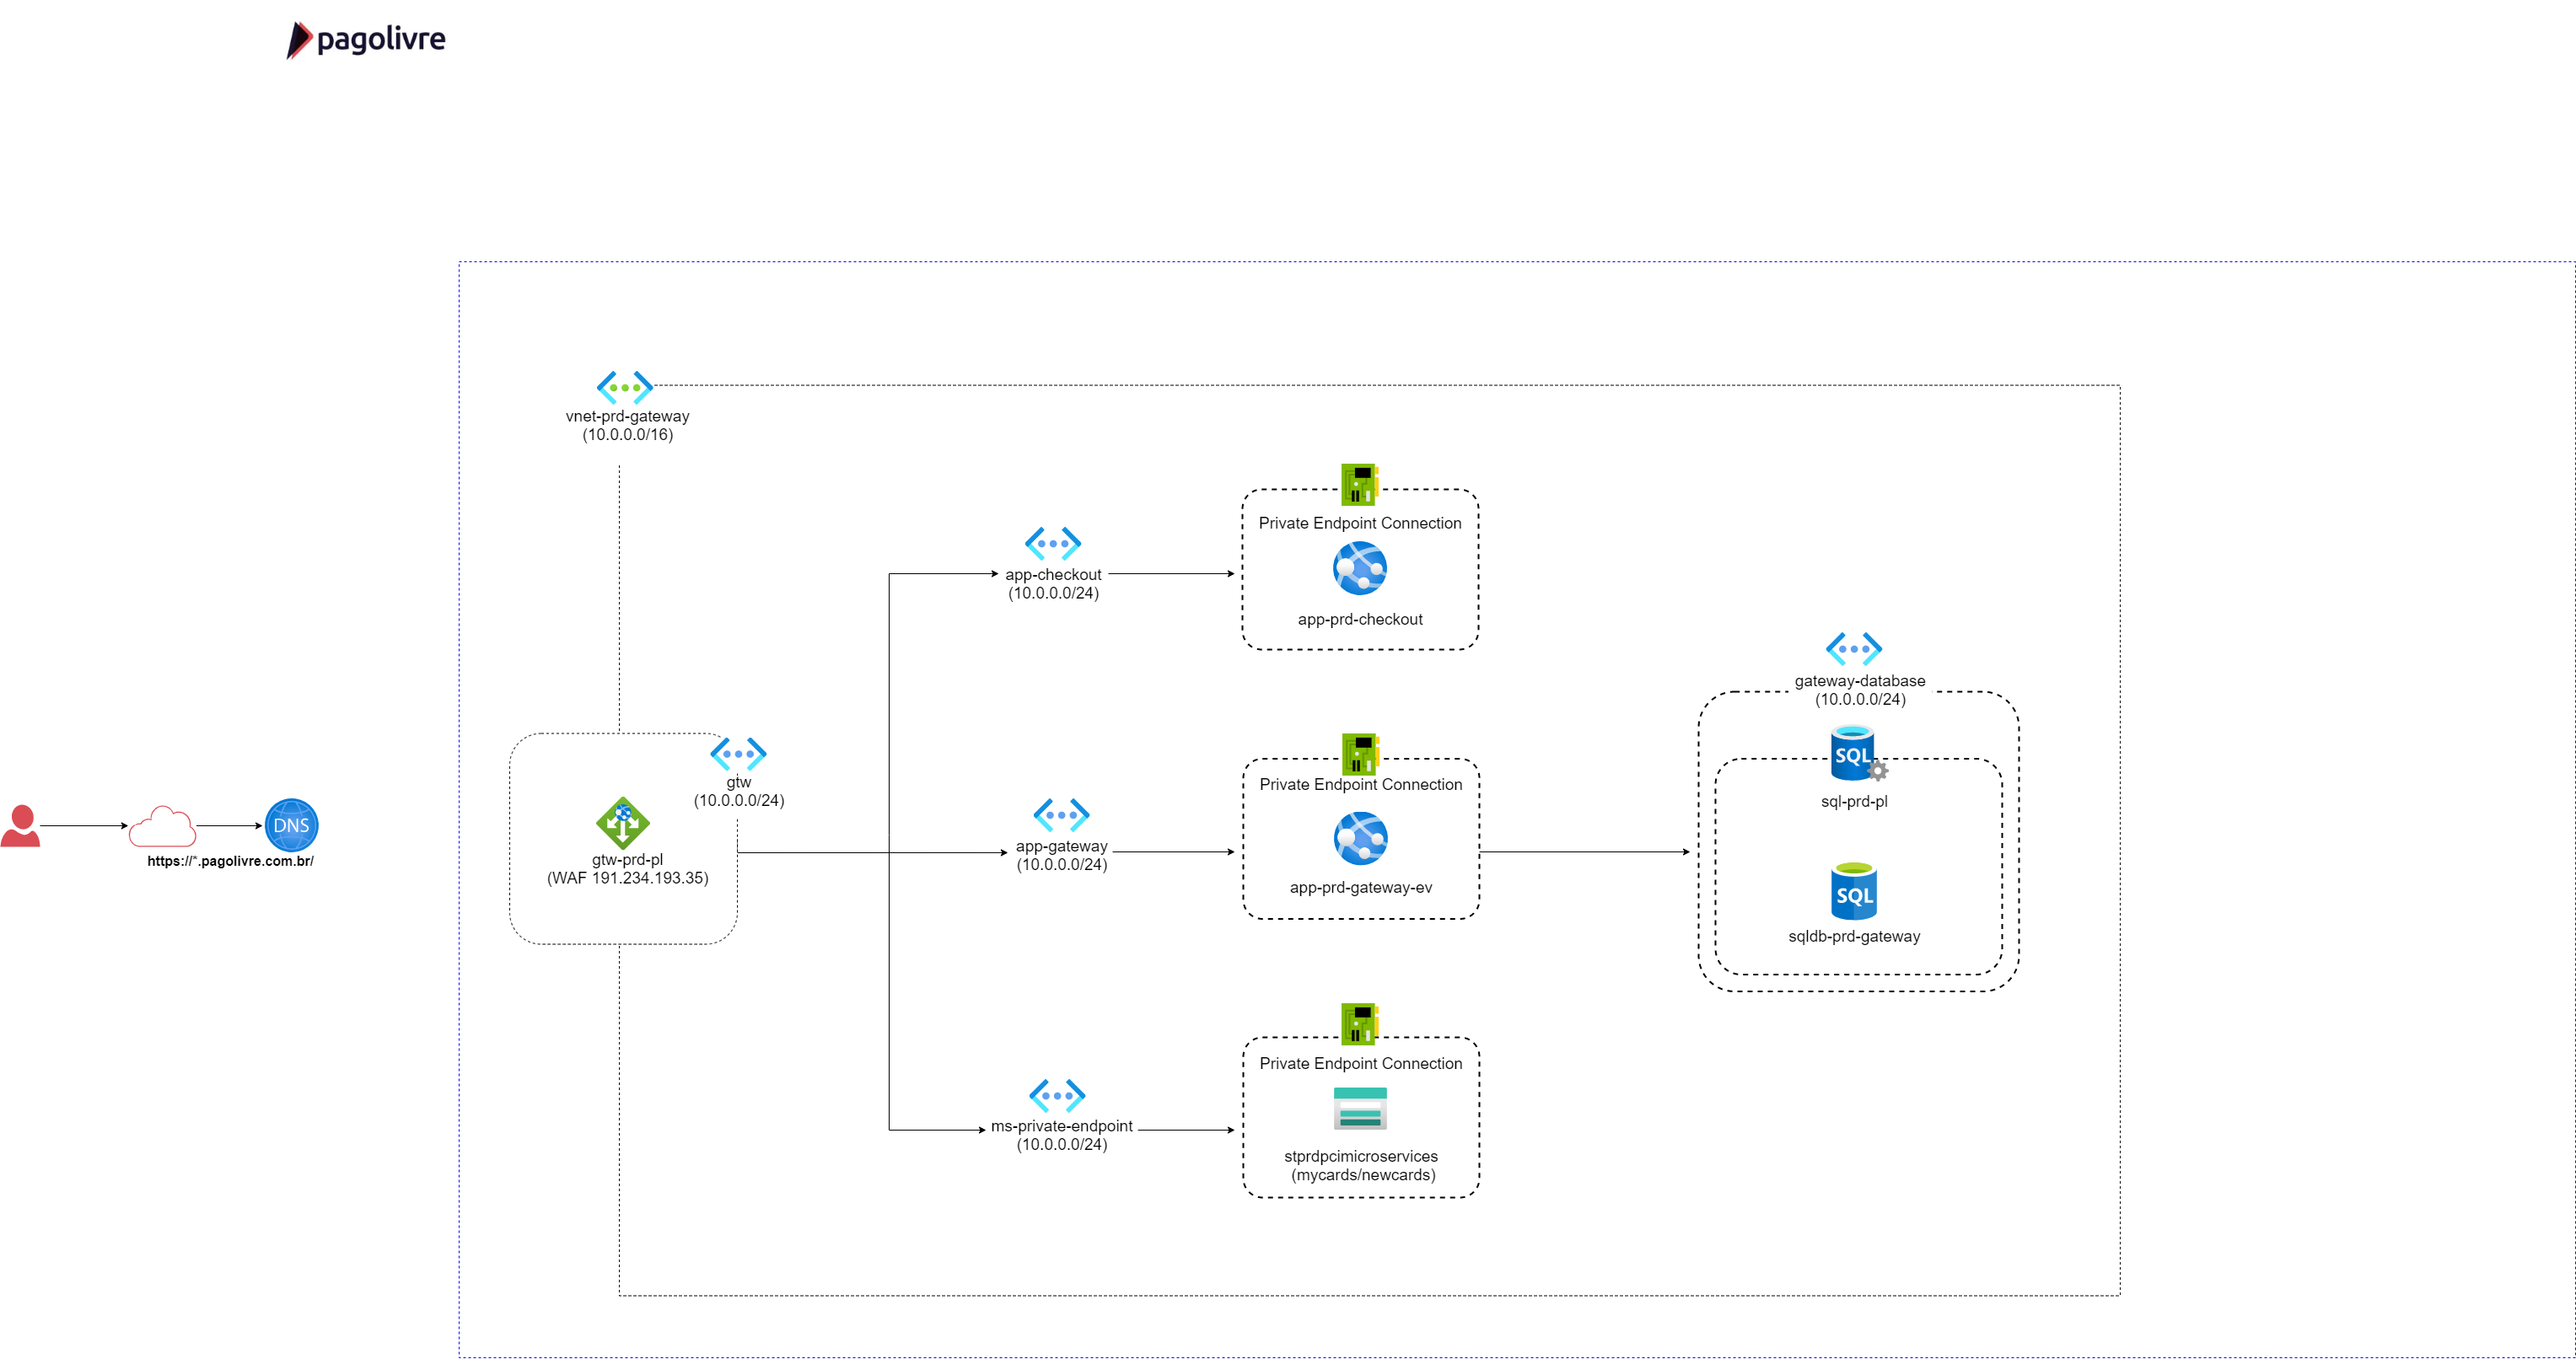 pagolivre
vnet-prd-gateway
(10.0.0.0/16)
Private Endpoint Connection
app-checkout
(10.0.0.0/24)
app-prd-checkout
gateway-database
(10.0.0.0/24)
gtw
(10.0.0.0/24)
SQL
sql-prd-pl
Private Endpoint Connection
DNS
https://*.pagolivre.com.br/
gtw-prd-pl
(WAF 191.234.193.35)
app-gateway
(10.0.0.0/24)
app-prd-gateway-ev
SQL
sqldb-prd-gateway
Private Endpoint Connection
ms-private-endpoint
(10.0.0.0/24)
stprdpcimicroservices
(mycards/newcards)